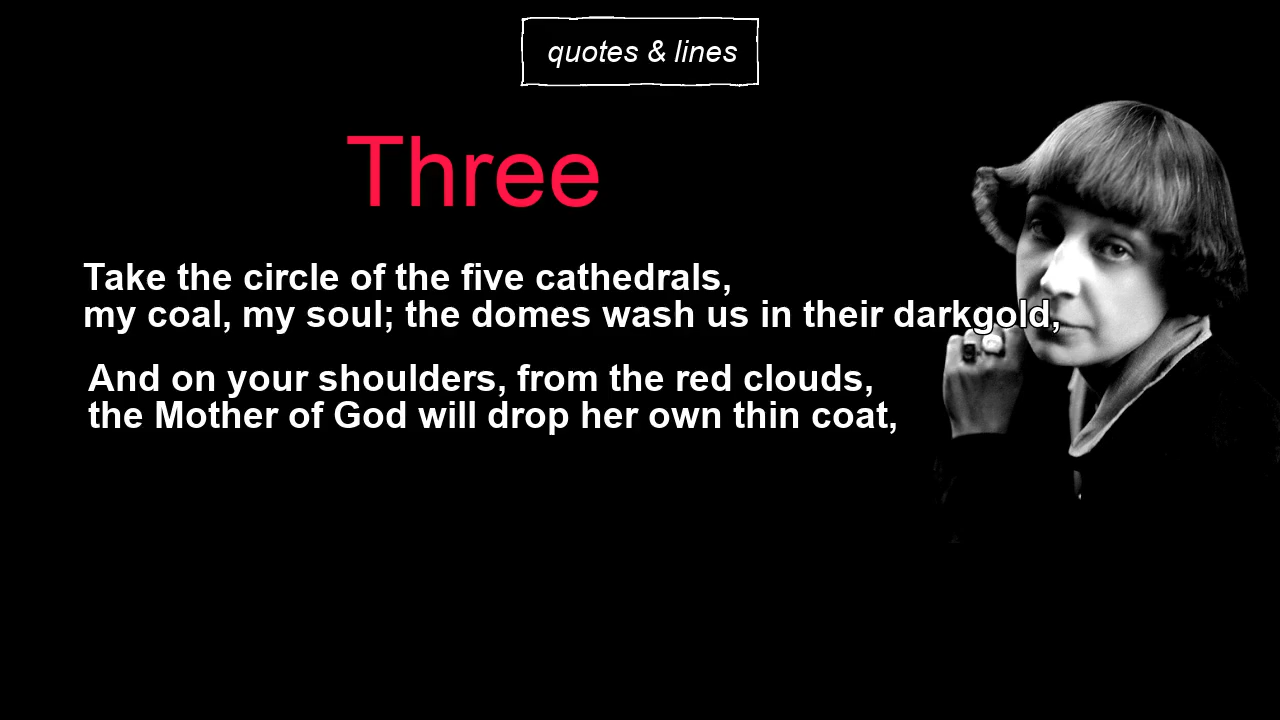 quotes & lines
Three
Take the circle of the five cathedrals,
my coal, my soul; the domes wash us in their darkgold,
And on your shoulders, from the red clouds,
the Mother of God will drop her own thin coat,